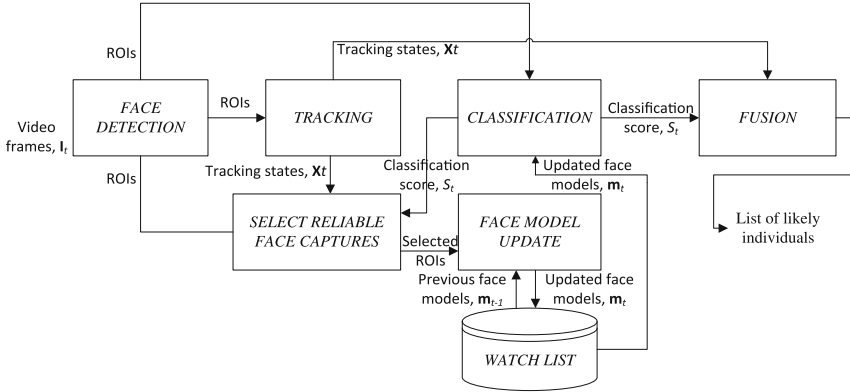 ROIs
Tracking states, Xt
FACE
DETECTION
ROIs
TRACKING
CLASSIFICATION
Classification
score, St
FUSION
Video
frames, It
ROIs
Tracking states, Xt
Classification
score, St
Updated face
models, mt
SELECT RELIABLE
FACE CAPTURES
Selected
ROIs
FACE MODEL
UPDATE
List of likely
individuals
Previous face
models, mt-1
Updated face
models, mt
WATCH LIST